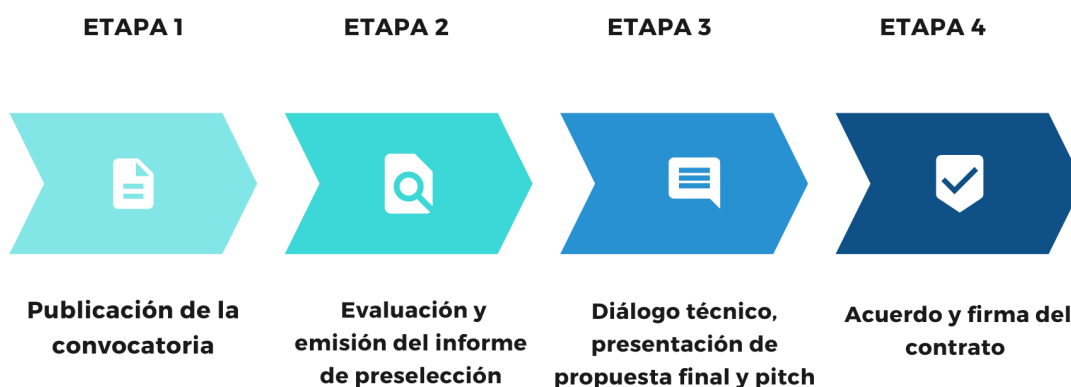 ETAPA 1
ETAPA 2
ETAPA 3
ETAPA 4
Publicación de la
convocatoria
Evaluación y
emisión del informe
de preselección
Diálogo técnico,
presentación de
propuesta final y pitch
Acuerdo y firma del
contrato